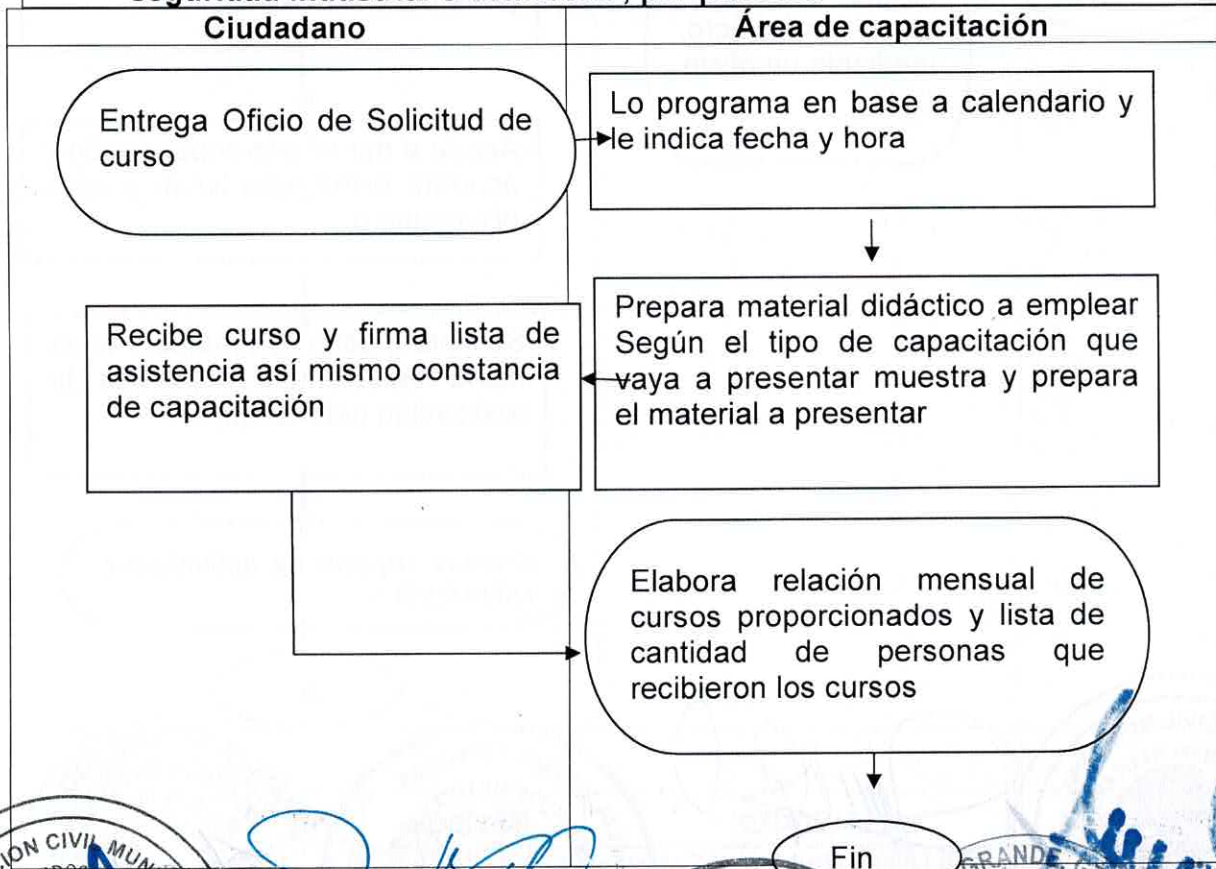 Ciudadano
Área de capacitación
Entrega Oficio de Solicitud de
curso
Lo programa en base a calendario y
le indica fecha y hora
Prepara material didáctico a emplear
Según el tipo de capacitación que
vaya a presentar muestra y prepara
el material a presentar
Recibe curso y firma lista de
asistencia así mismo constancia
de capacitación
Elabora relación mensual de
cursos proporcionados y lista de
cantidad de personas que
recibieron los cursos
Fin
CIVIL
GRANDE